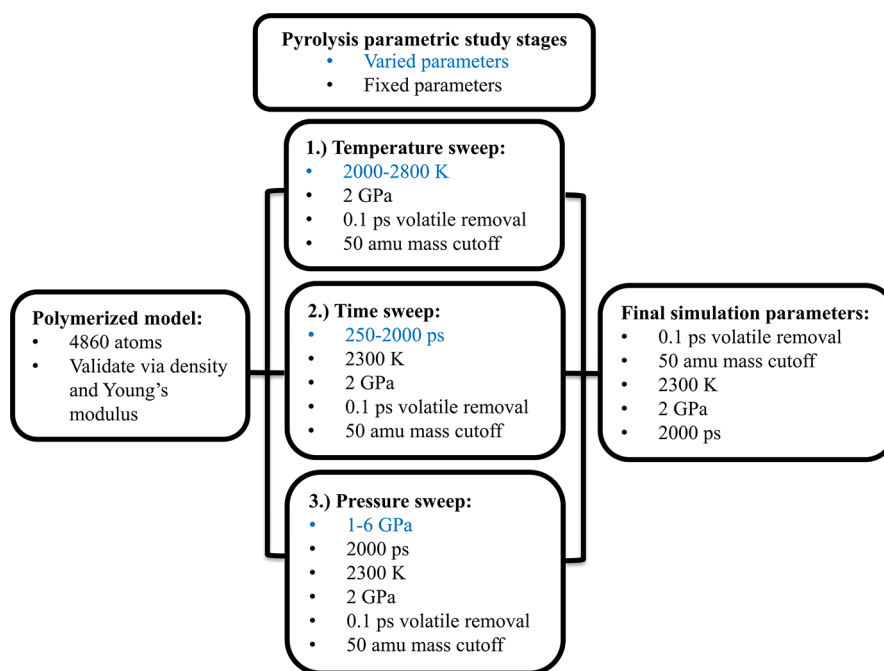 Pyrolysis parametric study stages
• Varied parameters
• Fixed parameters
1.) Temperature sweep:
• 2000-2800 K
• 2 GPa
• 0.1 ps volatile removal
• 50 amu mass cutoff
Polymerized model:
• 4860 atoms
• Validate via density
and Young's
modulus
2.) Time sweep:
• 250-2000 ps
• 2300 K
• 2 GPa
• 0.1 ps volatile removal
• 50 amu mass cutoff
3.) Pressure sweep:
• 1-6 GPa
• 2000 ps
• 2300 K
• 2 GPa
• 0.1 ps volatile removal
• 50 amu mass cutoff
Final simulation parameters:
• 0.1 ps volatile removal
• 50 amu mass cutoff
• 2300 K
• 2 GPa
• 2000 ps